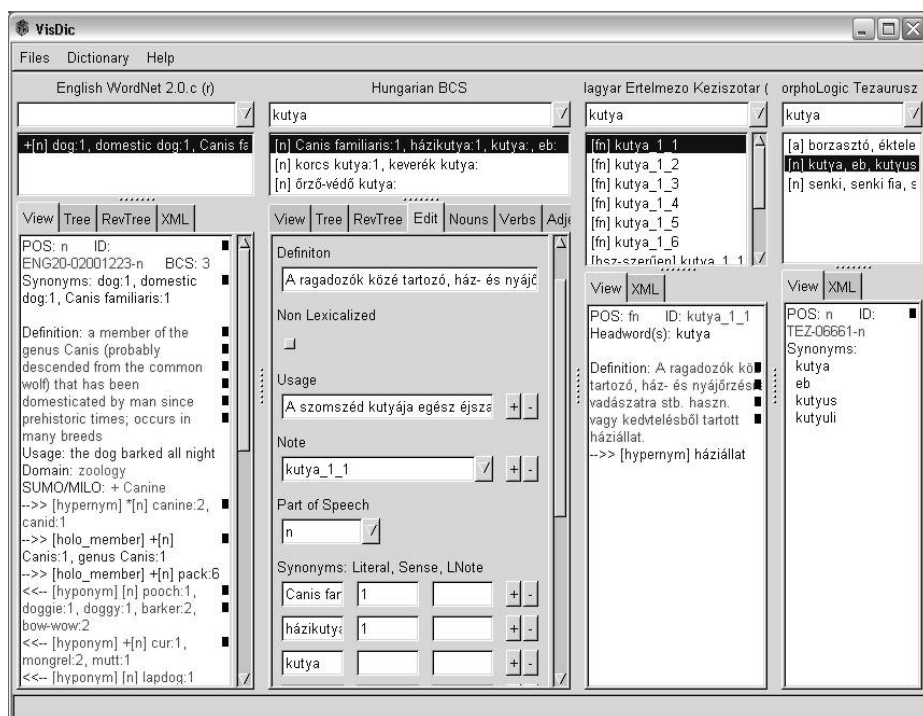 VisDic
Files Dictionary Help
English WordNet 2.0.c (r)
+[n] dog:1, domestic dog:1, Canis fa
View Tree RevTree XML
POS: n ID:
ENG20-02001223-n BCS: 3
Synonyms: dog:1, domestic
dog:1, Canis familiaris:1
Definition: a member of the
genus Canis (probably
descended from the common
wolf) that has been
domesticated by man since
prehistoric times; occurs in
many breeds
Usage: the dog barked all night
Domain: zoology
SUMO/MILO: + Canine
-->> [hypernym] *[n] canine:2,
canid:1
-->> [holo_member] +[n]
Canis:1, genus Canis:1
-->> [holo_member] +[n] pack:6
<<-- [hyponym] [n] pooch:1,
doggie:1, doggy:1, barker:2,
bow-wow:2
<<-- [hyponym] +[n] cur:1,
mongrel:2, mutt:1
<<-- [hyponym] [n] lapdog:1
Hungarian BCS
kutya
[n] Canis familiaris:1, házikutya:1, kutya:, eb:
[n] korcs kutya:1, keverék kutya:
[n] őrző-védő kutya:
View Tree RevTree Edit Nouns Verbs Adje
Definiton
A ragadozók közé tartozó, ház- és nyájő
Non Lexicalized
Usage
A szomszéd kutyája egész éjsza
+ -
Note
kutya_1_1
+ -
Part of Speech
n
Synonyms: Literal, Sense, LNote
Canis far 1 + -
házikutya 1 + -
kutya + -
lagyar Ertelmezo Keziszotar (
kutya
[fn] kutya_1_1
[fn] kutya_1_2
[fn] kutya_1_3
[fn] kutya_1_4
[fn] kutya_1_5
[fn] kutya_1_6
[hsz-szerűen] kutya_1_1
View XML
POS: fn ID: kutya_1_1
Headword(s): kutya
Definition: A ragadozók kö
tartozó, ház- és nyájőrzés
vadászatra stb. haszn.
vagy kedvtelésből tartott
háziállat.
-->> [hypernym] háziállat
orphoLogic Tezaurusz
kutya
[a] borzasztó, éktele
[n] kutya, eb, kutyus
[n] senki, senki fia, s
View XML
POS: n ID:
TEZ-06661-n
Synonyms:
kutya
eb
kutyus
kutyuli